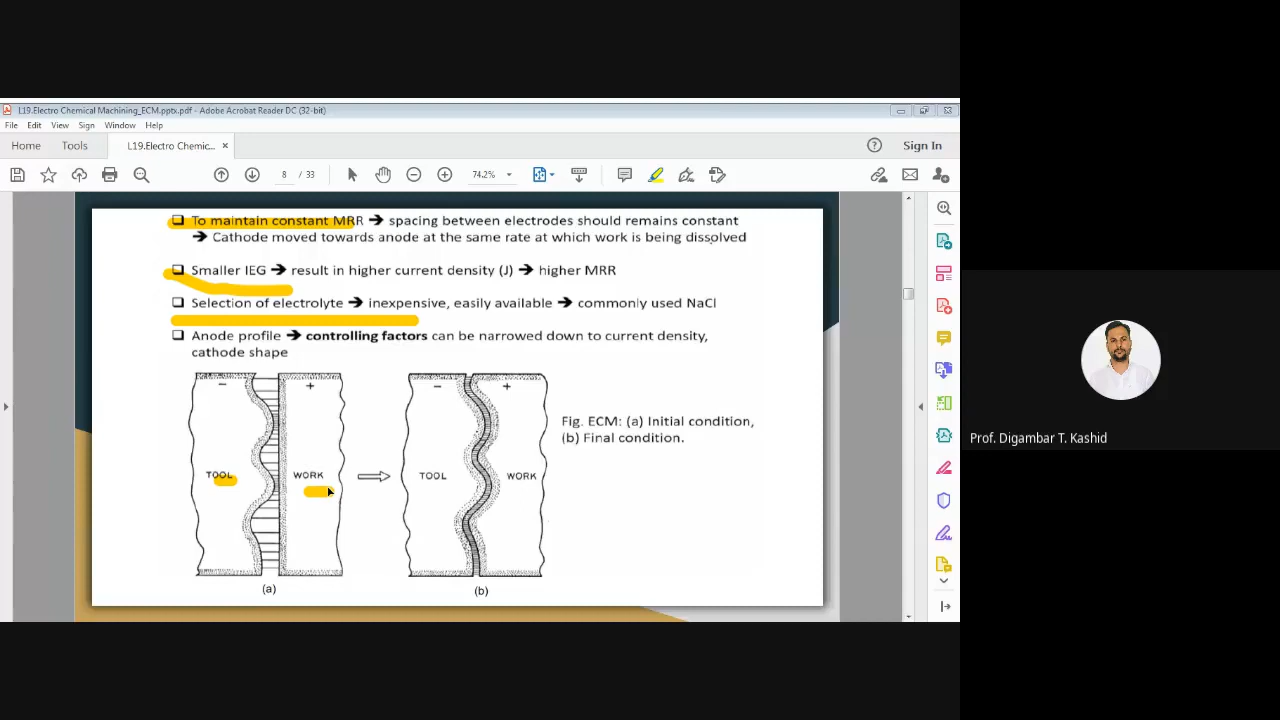 L19.Electro Chemical Machining_ECM.pptx.pdf - Adobe Acrobat Reader DC (32-bit)
File Edit View Sign Window Help
Home Tools L19.Electro Chemic... × Sign In
8 / 33 74.2%
To maintain constant MRR ➔ spacing between electrodes should remains constant
➔ Cathode moved towards anode at the same rate at which work is being dissolved
Smaller IEG ➔ result in higher current density (J) ➔ higher MRR
Selection of electrolyte ➔ inexpensive, easily available ➔ commonly used NaCl
Anode profile ➔ controlling factors can be narrowed down to current density,
cathode shape
− + − +
Fig. ECM: (a) Initial condition,
(b) Final condition.
TOOL WORK TOOL WORK
(a) (b)
Prof. Digambar T. Kashid